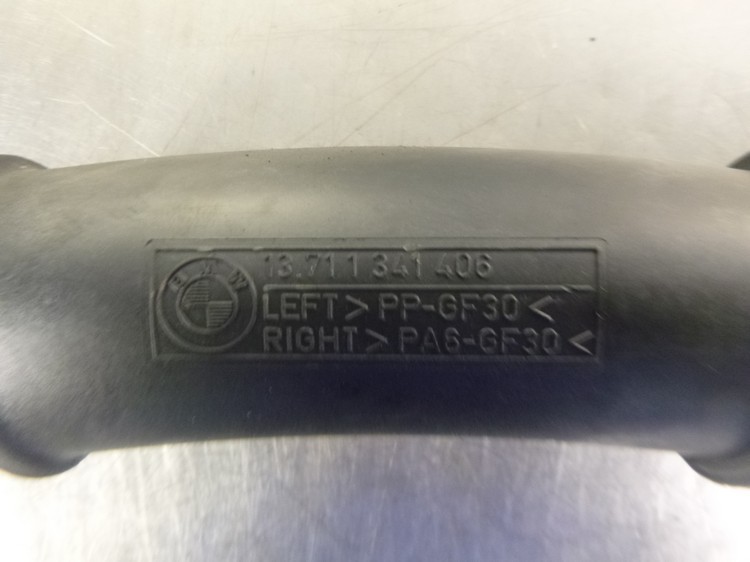 BMW
13.711 341 406
LEFT > PP-GF30 <
RIGHT > PA6-GF30 <